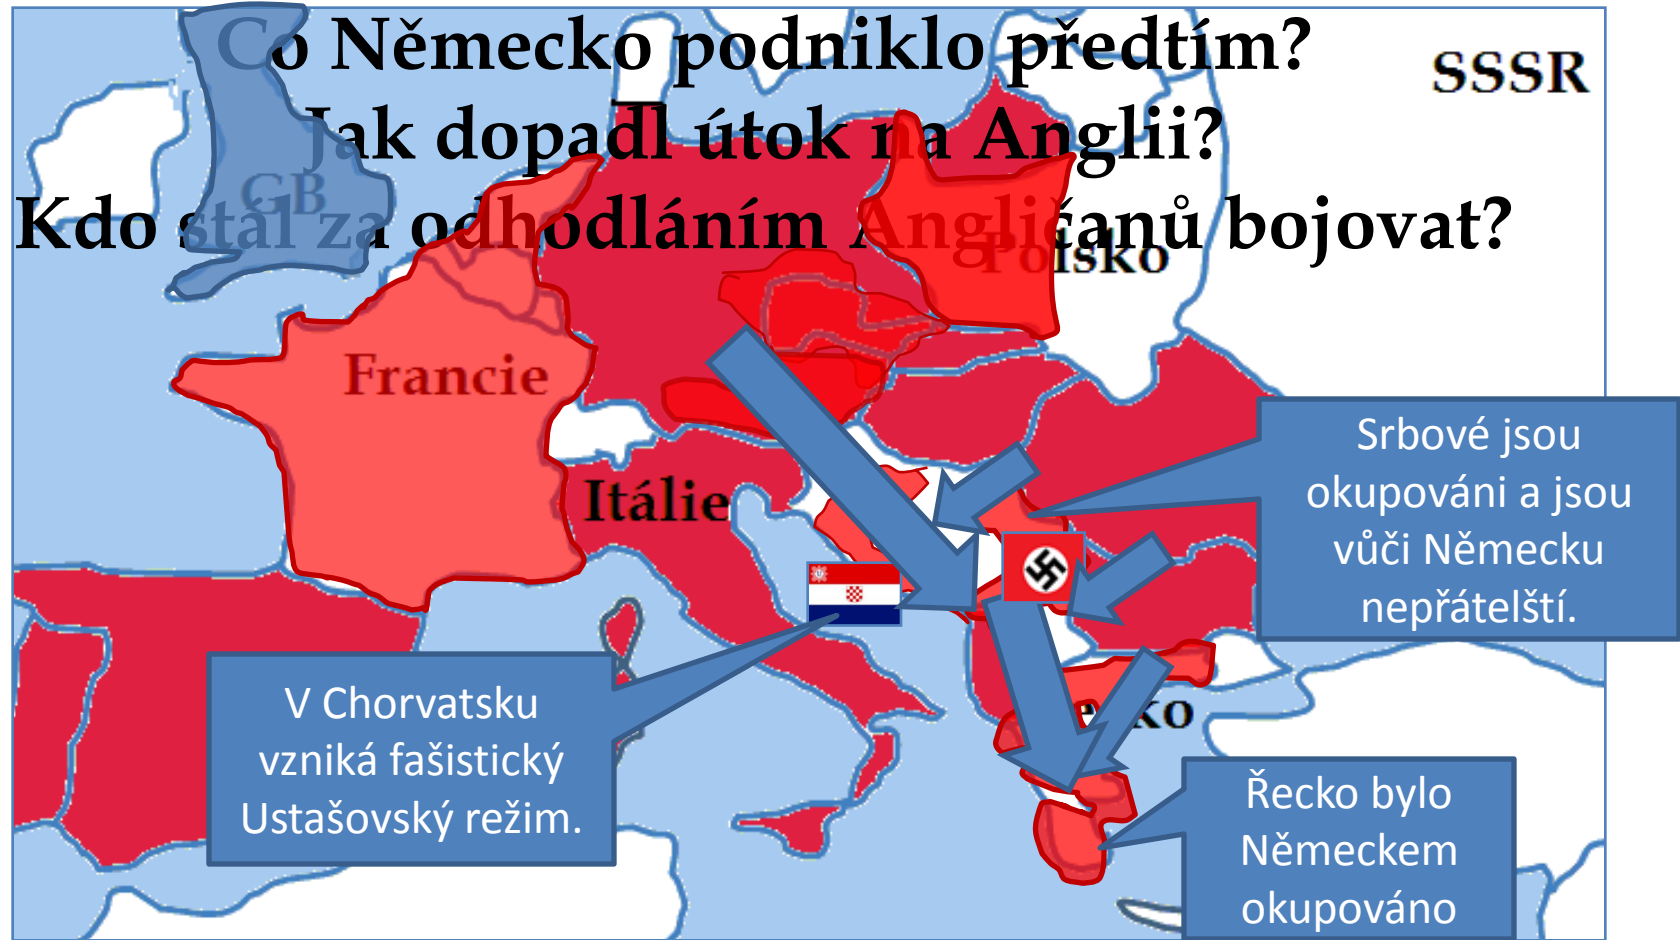 Co Německo podniklo předtím?
Jak dopadl útok na Anglii?
Kdo stál za odhodláním Angličanů bojovat?
SSSR
GB
Polsko
Francie
Itálie
Srbové jsou
okupováni a jsou
vůči Německu
nepřátelští.
V Chorvatsku
vzniká fašistický
Ustašovský režim.
Řecko bylo
Německem
okupováno